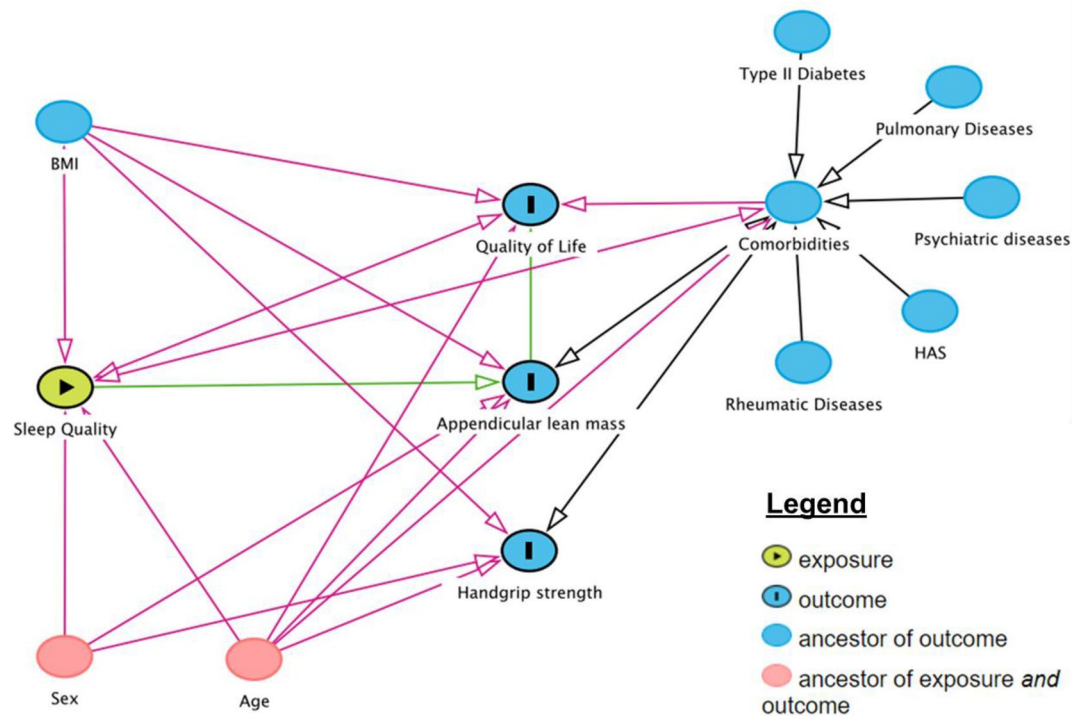 Type II Diabetes
Pulmonary Diseases
BMI
Quality of Life
Comorbidities
Psychiatric diseases
HAS
Rheumatic Diseases
Sleep Quality
Appendicular lean mass
Handgrip strength
Sex
Age
Legend
exposure
outcome
ancestor of outcome
ancestor of exposure and
outcome